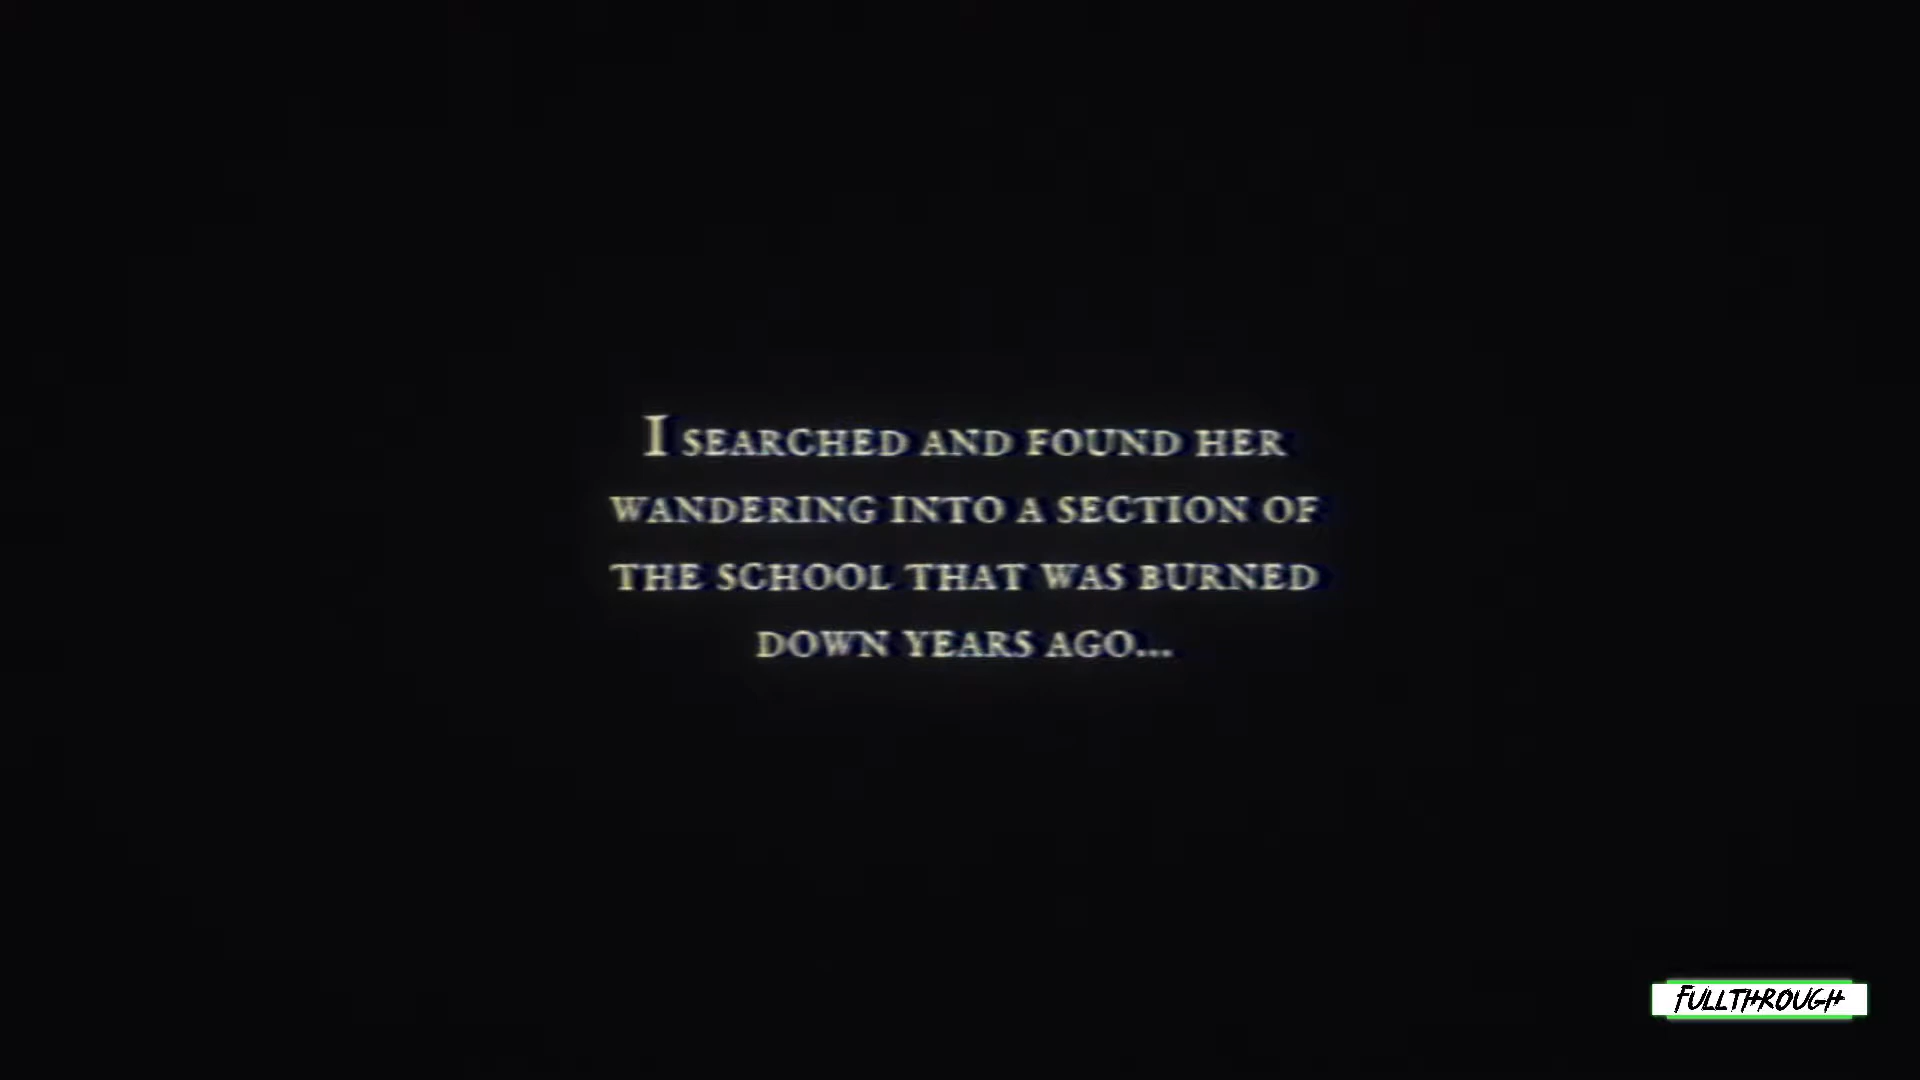 I SEARCHED AND FOUND HER
WANDERING INTO A SECTION OF
THE SCHOOL THAT WAS BURNED
DOWN YEARS AGO...
FULLTHROUGH